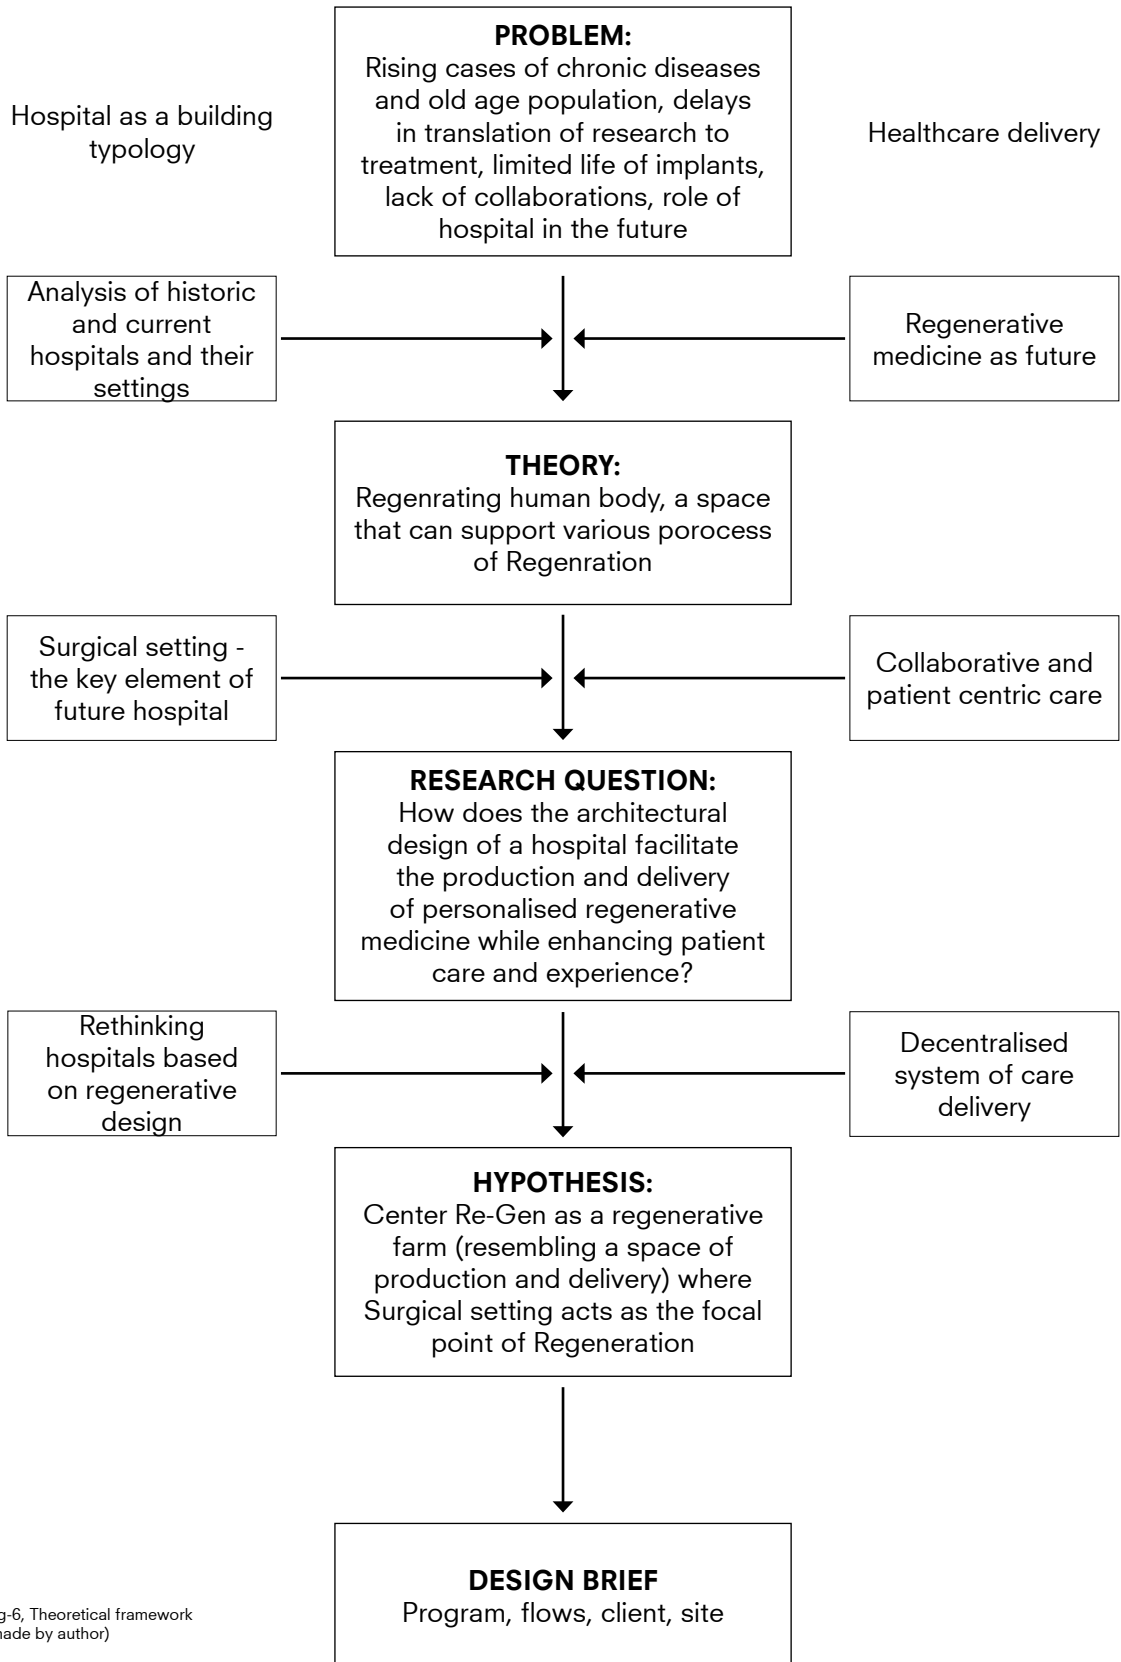 PROBLEM:
Rising cases of chronic diseases
and old age population, delays
in translation of research to
treatment, limited life of implants,
lack of collaborations, role of
hospital in the future
Hospital as a building
typology
Healthcare delivery
Analysis of historic
and current
hospitals and their
settings
Regenerative
medicine as future
THEORY:
Regenrating human body, a space
that can support various porocess
of Regenration
Surgical setting -
the key element of
future hospital
Collaborative and
patient centric care
RESEARCH QUESTION:
How does the architectural
design of a hospital facilitate
the production and delivery
of personalised regenerative
medicine while enhancing patient
care and experience?
Rethinking
hospitals based
on regenerative
design
Decentralised
system of care
delivery
HYPOTHESIS:
Center Re-Gen as a regenerative
farm (resembling a space of
production and delivery) where
Surgical setting acts as the focal
point of Regeneration
DESIGN BRIEF
Program, flows, client, site
g-6, Theoretical framework
made by author)